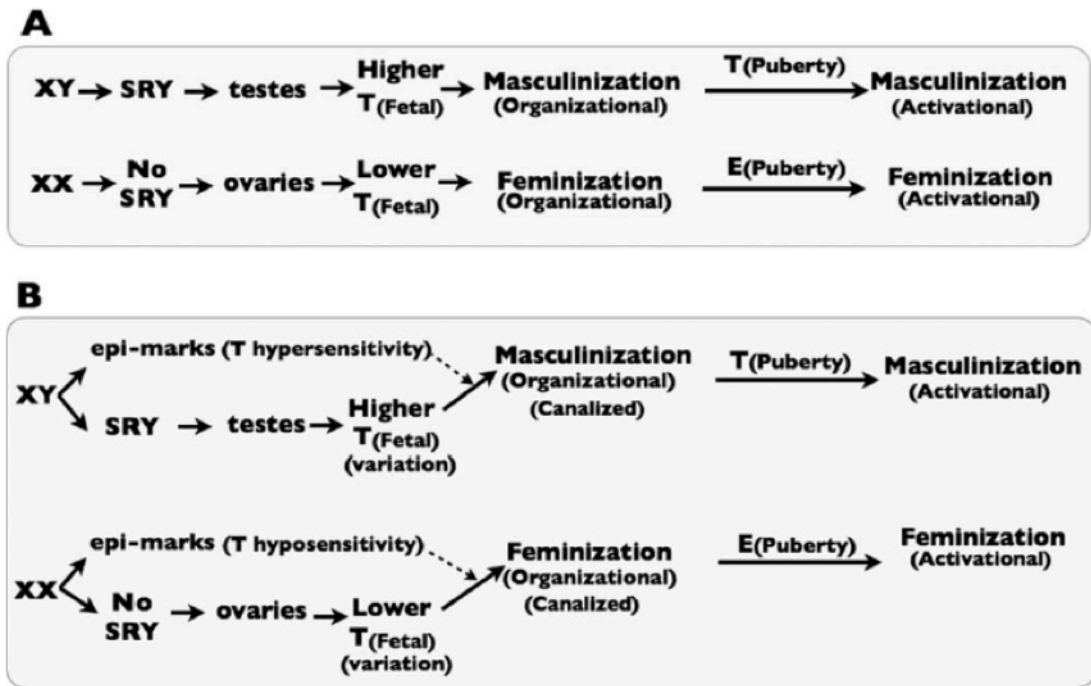 A
XY → SRY → testes → Higher T(Fetal) → Masculinization (Organizational) T(Puberty) → Masculinization (Activational)
XX → No SRY → ovaries → Lower T(Fetal) → Feminization (Organizational) E(Puberty) → Feminization (Activational)
B
epi-marks (T hypersensitivity)
XY
SRY → testes → Higher T(Fetal) (variation)
Masculinization (Organizational) (Canalized)
T(Puberty)
Masculinization (Activational)
epi-marks (T hyposensitivity)
XX
No SRY → ovaries → Lower T(Fetal) (variation)
Feminization (Organizational) (Canalized)
E(Puberty)
Feminization (Activational)